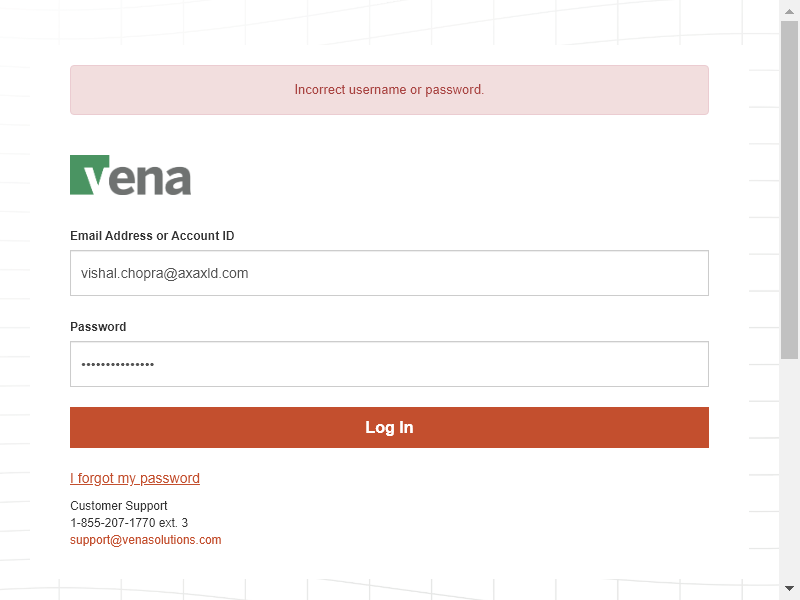 Incorrect username or password.
vena
Email Address or Account ID
vishal.chopra@axaxld.com
Password
•••••••••••••••
Log In
I forgot my password
Customer Support
1-855-207-1770 ext. 3
support@venasolutions.com